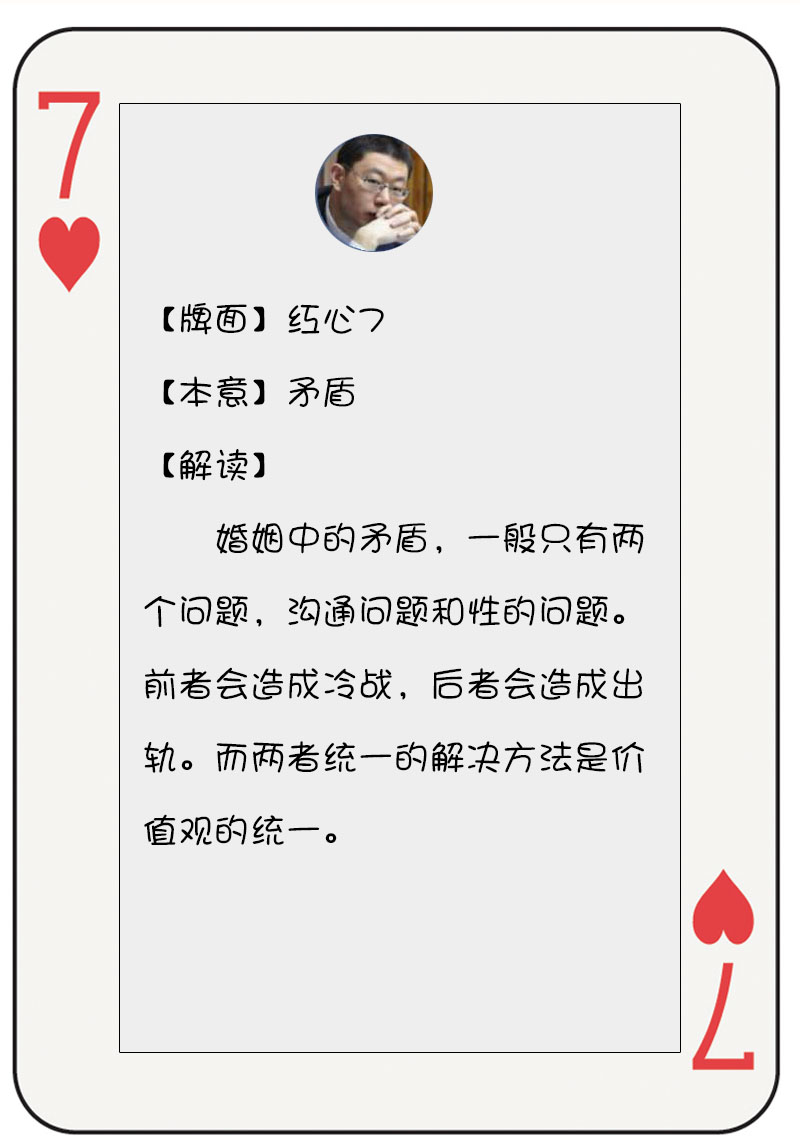 7
【牌面】红心7
【本意】矛盾
【解读】
婚姻中的矛盾，一般只有两
个问题，沟通问题和性的问题。
前者会造成冷战，后者会造成出
轨。而两者统一的解决方法是价
值观的统一。
7